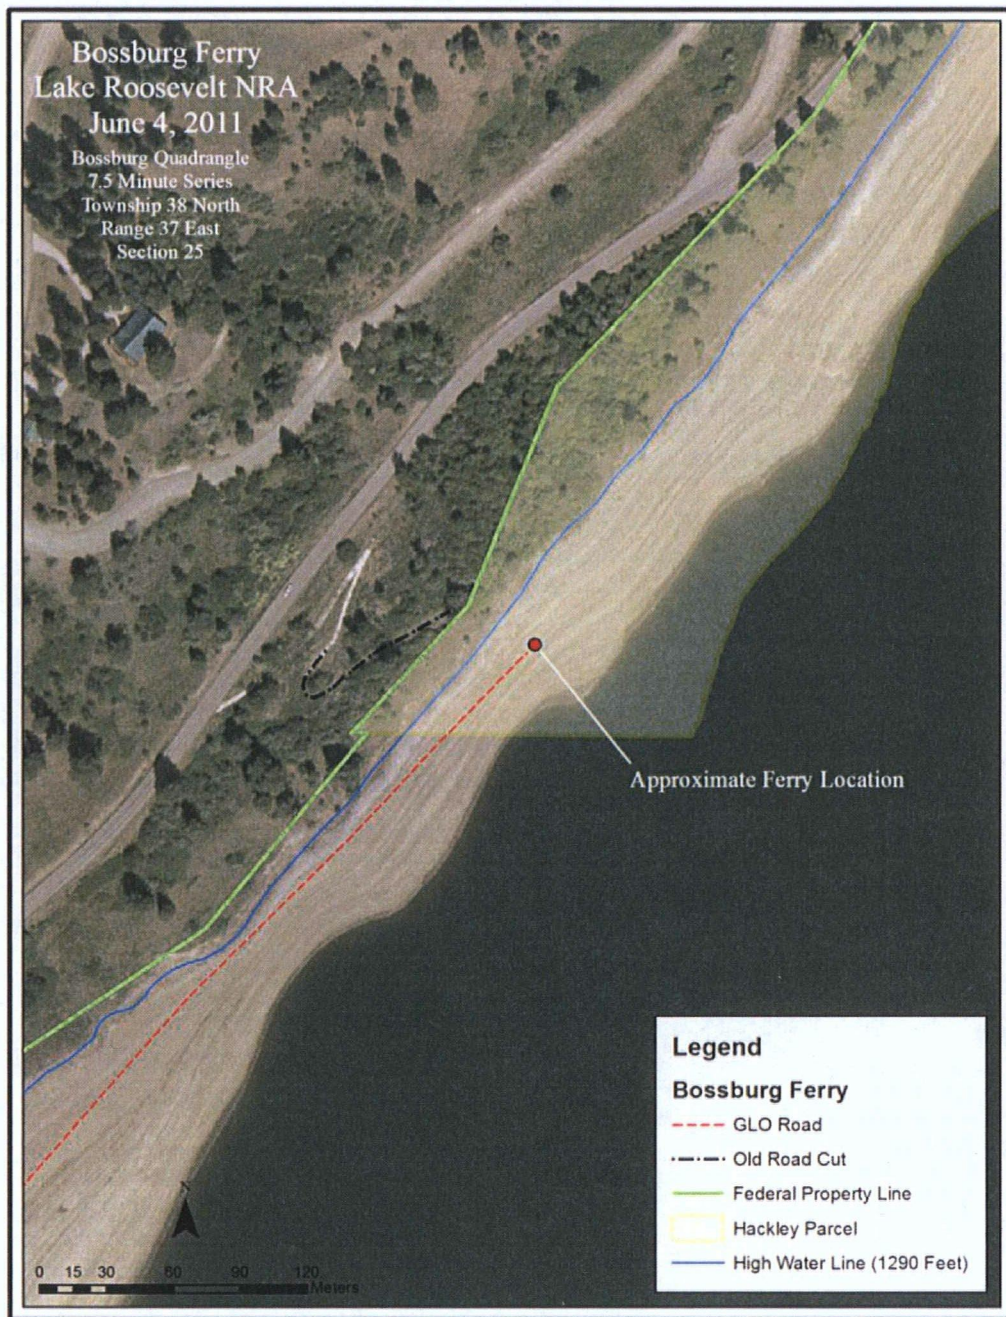 Bossburg Ferry
Lake Roosevelt NRA
June 4, 2011
Bossburg Quadrangle
7.5 Minute Series
Township 38 North
Range 37 East
Section 25
Approximate Ferry Location
Legend
Bossburg Ferry
GLO Road
Old Road Cut
Federal Property Line
Hackley Parcel
High Water Line (1290 Feet)
N
0 15 30 60 90 120
Meters